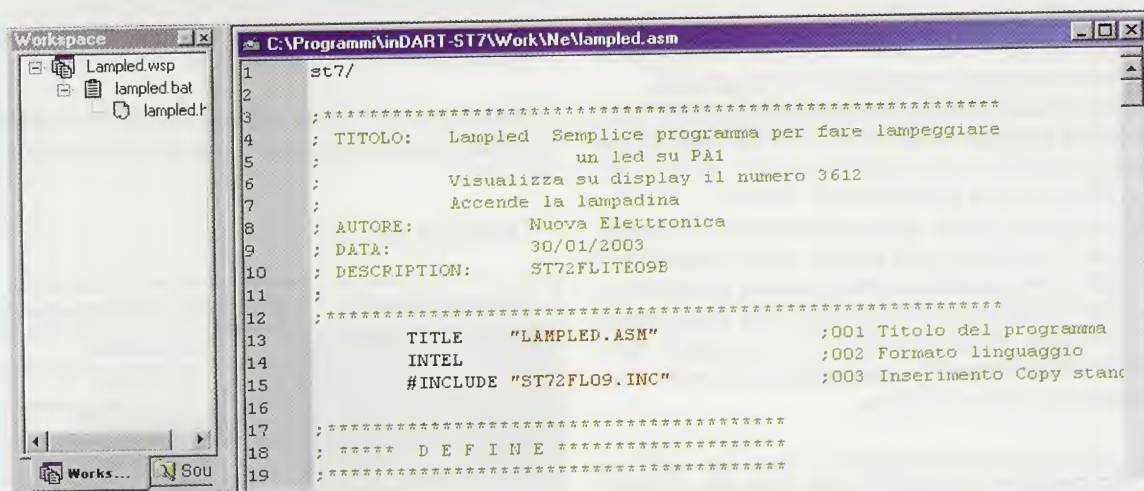 Workspace
Lampled.wsp
lampled.bat
lampled.h
Works...
Sou
C:\Programmi\inDART-ST7\Work\Ne\lampled.asm
1 st7/
2
3 ;***********************************************************
4 ; TITOLO: Lampled Semplice programma per fare lampeggiare
5 ; un led su PA1
6 ; Visualizza su display il numero 3612
7 ; Accende la lampadina
8 ; AUTORE: Nuova Elettronica
9 ; DATA: 30/01/2003
10 ; DESCRIPTION: ST72FLITE09B
11 ;
12 ;***********************************************************
13 TITLE "LAMPLED.ASM" ;001 Titolo del programma
14 INTEL ;002 Formato linguaggio
15 #INCLUDE "ST72FL09.INC" ;003 Inserimento Copy stand
16
17 ;****************************************
18 ; ***** D E F I N E ********************
19 ;****************************************